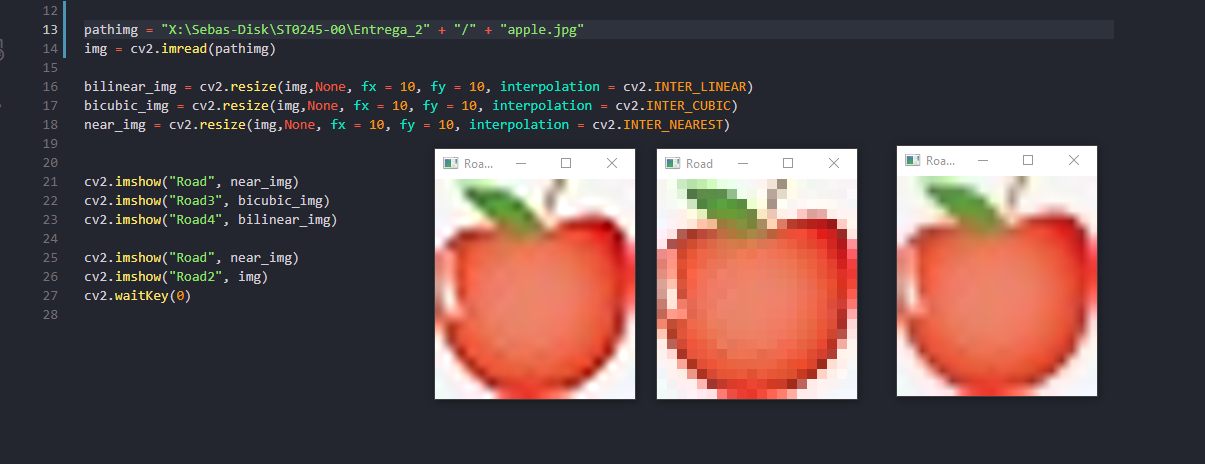 12
13 pathimg = "X:\Sebas-Disk\ST0245-00\Entrega_2" + "/" + "apple.jpg"
14 img = cv2.imread(pathimg)
15
16 bilinear_img = cv2.resize(img,None, fx = 10, fy = 10, interpolation = cv2.INTER_LINEAR)
17 bicubic_img = cv2.resize(img,None, fx = 10, fy = 10, interpolation = cv2.INTER_CUBIC)
18 near_img = cv2.resize(img,None, fx = 10, fy = 10, interpolation = cv2.INTER_NEAREST)
19
20
21 cv2.imshow("Road", near_img)
22 cv2.imshow("Road3", bicubic_img)
23 cv2.imshow("Road4", bilinear_img)
24
25 cv2.imshow("Road", near_img)
26 cv2.imshow("Road2", img)
27 cv2.waitKey(0)
28
Roa...
Road
Roa...